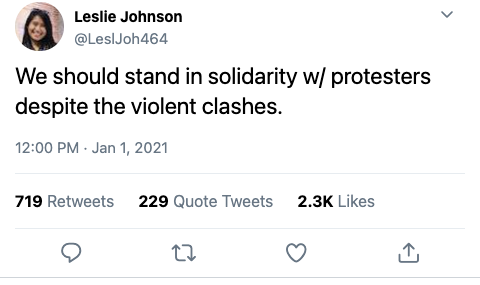 Leslie Johnson
@LeslJoh464
We should stand in solidarity w/ protesters
despite the violent clashes.
12:00 PM · Jan 1, 2021
719 Retweets 229 Quote Tweets 2.3K Likes